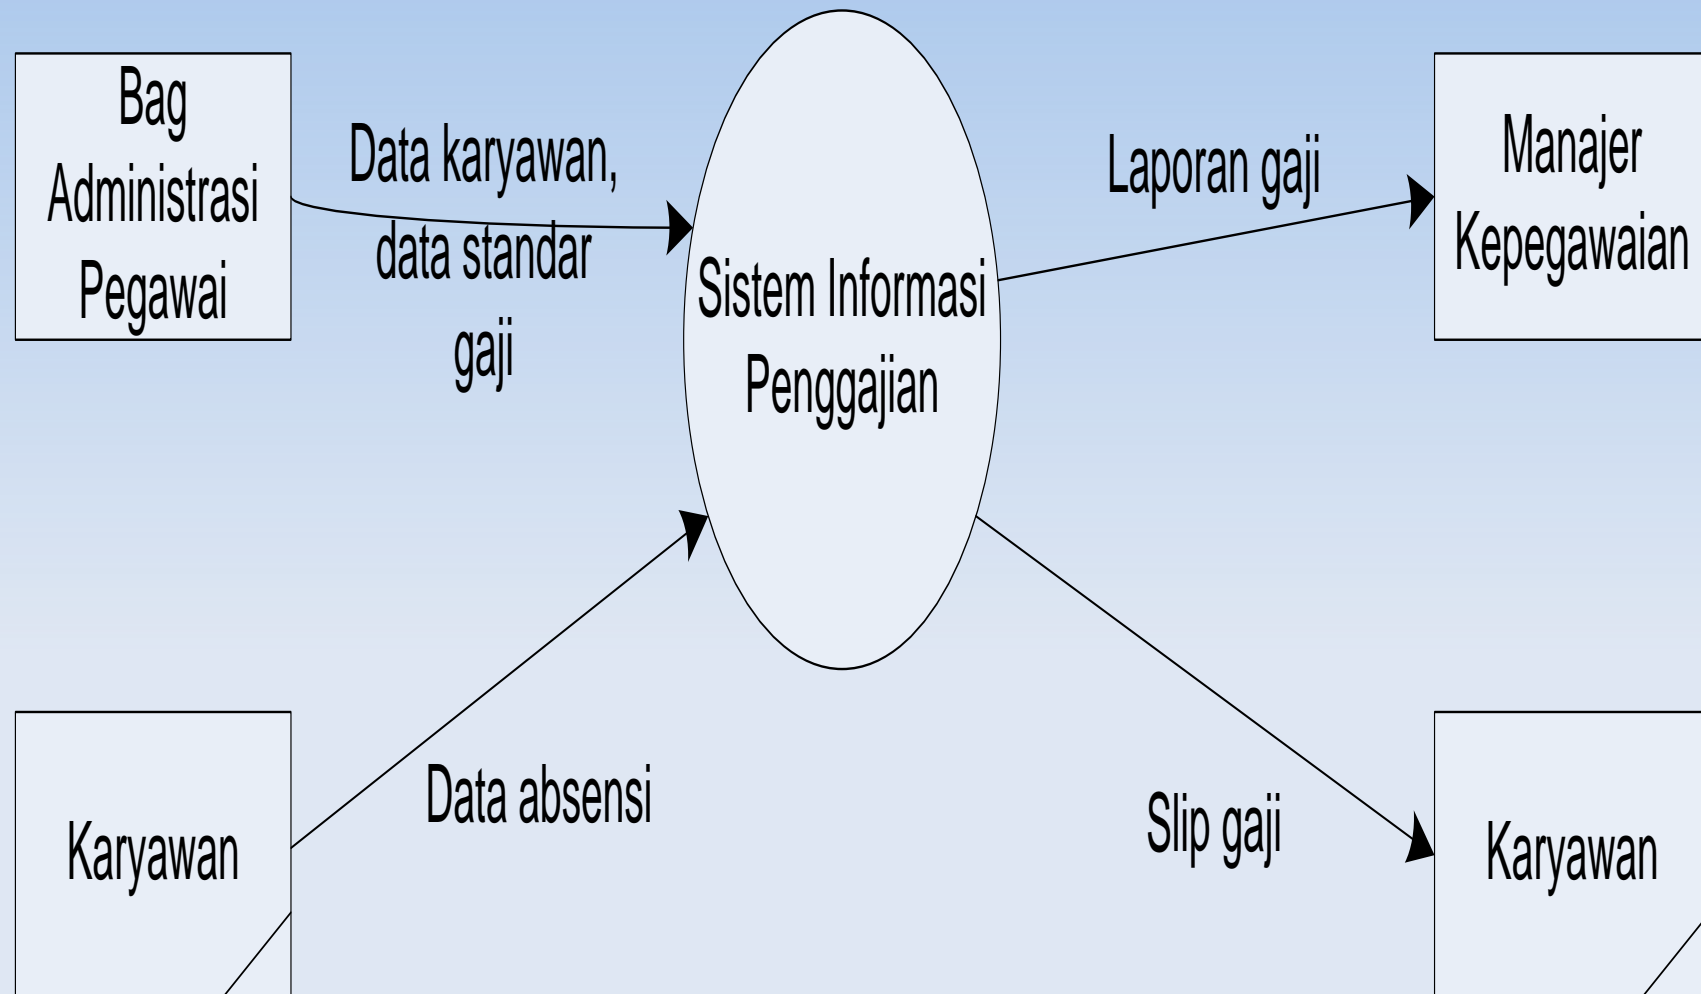 Bag
Administrasi
Pegawai
Data karyawan,
data standar
gaji
Sistem Informasi
Penggajian
Laporan gaji
Manajer
Kepegawaian
Karyawan
Data absensi
Slip gaji
Karyawan